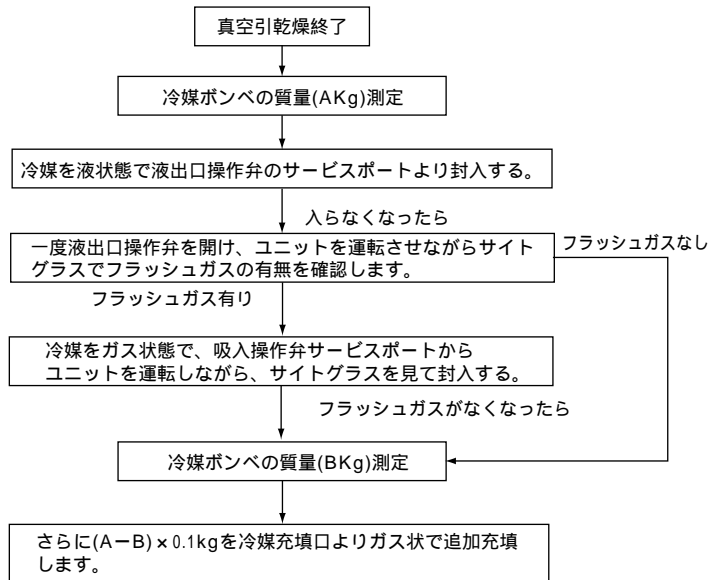 真空引乾燥終了
冷媒ボンベの質量(AKg)測定
冷媒を液状態で液出口操作弁のサービスポートより封入する。
入らなくなったら
一度液出口操作弁を開け、ユニットを運転させながらサイト
グラスでフラッシュガスの有無を確認します。
フラッシュガスなし
フラッシュガス有り
冷媒をガス状態で、吸入操作弁サービスポートから
ユニットを運転しながら、サイトグラスを見て封入する。
フラッシュガスがなくなったら
冷媒ボンベの質量(BKg)測定
さらに(A－B)×0.1kgを冷媒充填口よりガス状で追加充填
します。